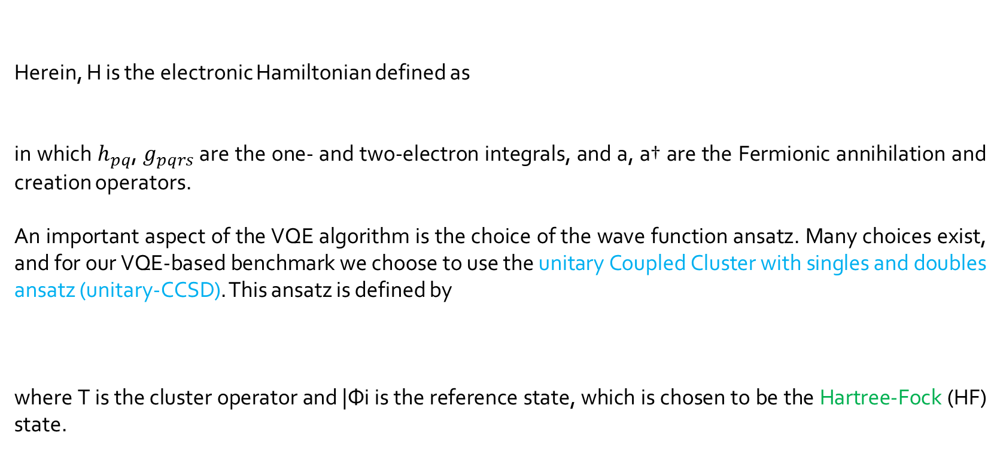 Herein, H is the electronic Hamiltonian defined as
in which ℎ𝑝𝑞, 𝑔𝑝𝑞𝑟𝑠 are the one- and two-electron integrals, and a, a† are the Fermionic annihilation and
creation operators.
An important aspect of the VQE algorithm is the choice of the wave function ansatz. Many choices exist,
and for our VQE-based benchmark we choose to use the unitary Coupled Cluster with singles and doubles
ansatz (unitary-CCSD). This ansatz is defined by
where T is the cluster operator and |Φi is the reference state, which is chosen to be the Hartree-Fock (HF)
state.